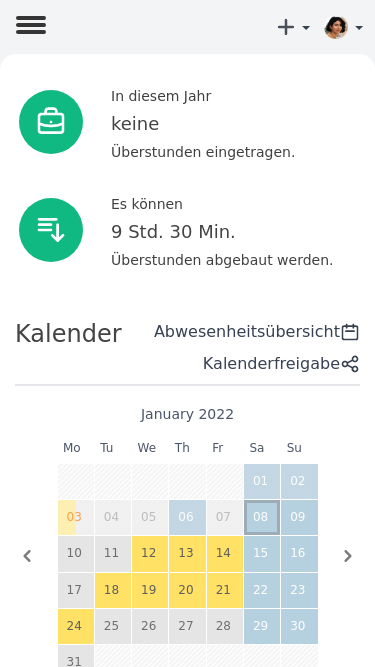 In diesem Jahr
keine
Überstunden eingetragen.
Es können
9 Std. 30 Min.
Überstunden abgebaut werden.
Kalender
Abwesenheitsübersicht
Kalenderfreigabe
January 2022
Mo Tu We Th Fr Sa Su
01 02
03 04 05 06 07 08 09
10 11 12 13 14 15 16
17 18 19 20 21 22 23
24 25 26 27 28 29 30
31